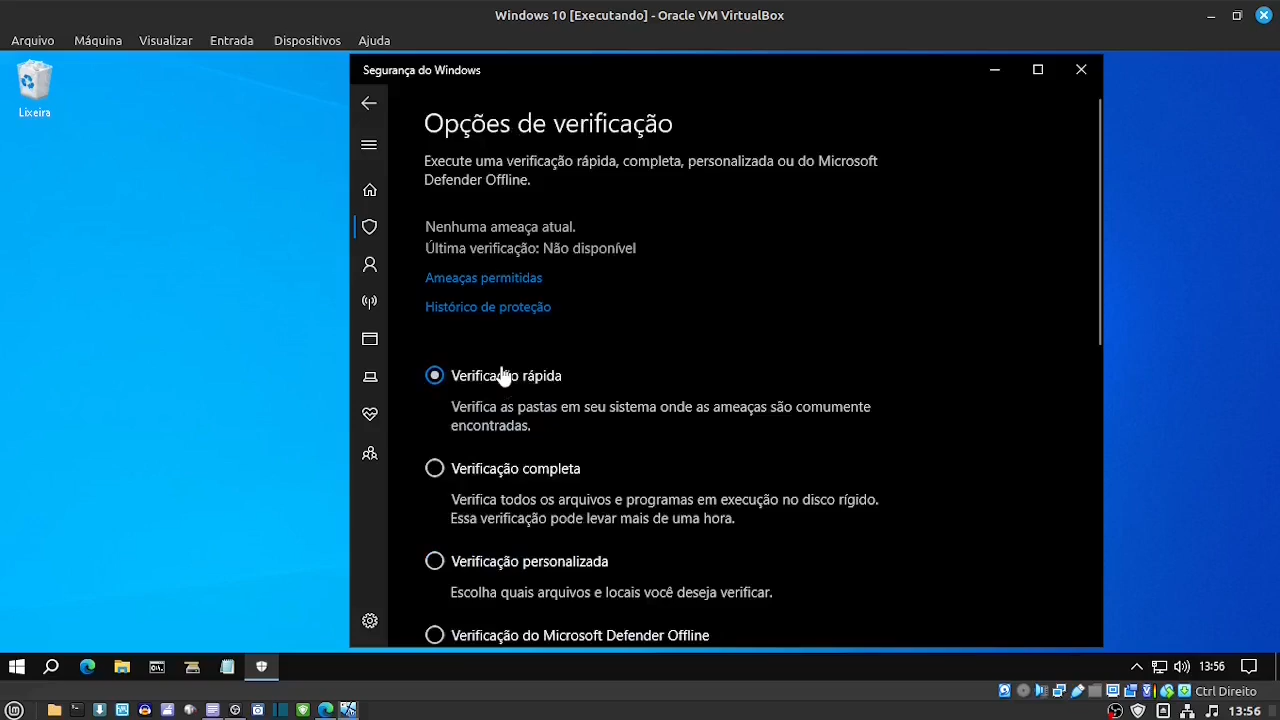 Windows 10 [Executando] - Oracle VM VirtualBox
Arquivo Máquina Visualizar Entrada Dispositivos Ajuda
Lixeira
Segurança do Windows
Opções de verificação
Execute uma verificação rápida, completa, personalizada ou do Microsoft
Defender Offline.
Nenhuma ameaça atual.
Última verificação: Não disponível
Ameaças permitidas
Histórico de proteção
Verificação rápida
Verifica as pastas em seu sistema onde as ameaças são comumente
encontradas.
Verificação completa
Verifica todos os arquivos e programas em execução no disco rígido.
Essa verificação pode levar mais de uma hora.
Verificação personalizada
Escolha quais arquivos e locais você deseja verificar.
Verificação do Microsoft Defender Offline
13:56
Ctrl Direito
13:56